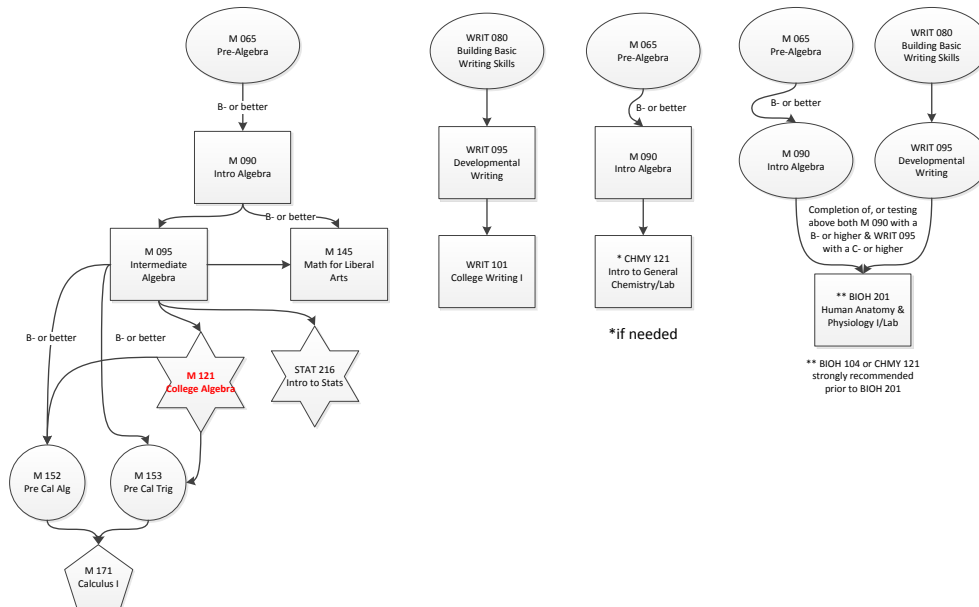 M 065
Pre-Algebra
B- or better
M 090
Intro Algebra
B- or better
M 095
Intermediate
Algebra
M 145
Math for Liberal
Arts
B- or better
B- or better
M 121
College Algebra
STAT 216
Intro to Stats
M 152
Pre Cal Alg
M 153
Pre Cal Trig
M 171
Calculus I
WRIT 080
Building Basic
Writing Skills
WRIT 095
Developmental
Writing
WRIT 101
College Writing I
M 065
Pre-Algebra
B- or better
M 090
Intro Algebra
* CHMY 121
Intro to General
Chemistry/Lab
*if needed
M 065
Pre-Algebra
B- or better
M 090
Intro Algebra
WRIT 080
Building Basic
Writing Skills
WRIT 095
Developmental
Writing
Completion of, or testing
above both M 090 with a
B- or higher & WRIT 095
with a C- or higher
** BIOH 201
Human Anatomy &
Physiology I/Lab
** BIOH 104 or CHMY 121
strongly recommended
prior to BIOH 201